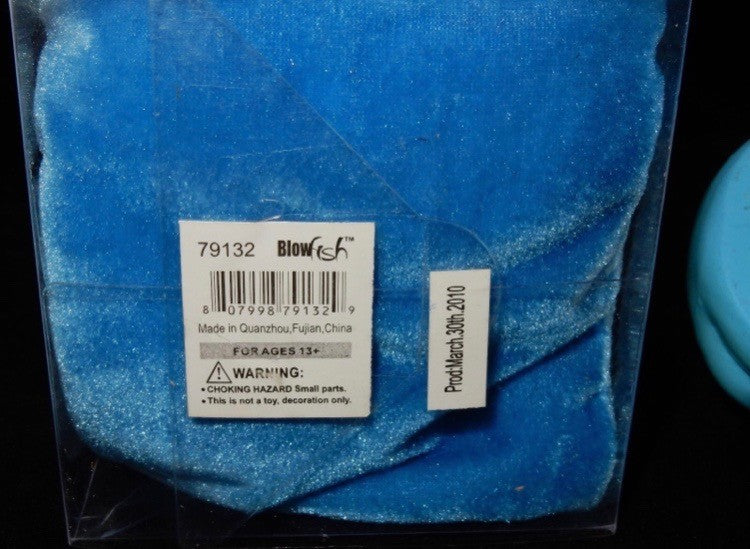 79132 Blowfish™
8 07998 79132 9
Made in Quanzhou,Fujian,China
FOR AGES 13+
WARNING:
• CHOKING HAZARD Small parts.
• This is not a toy, decoration only.
Prod:March.30th.2010